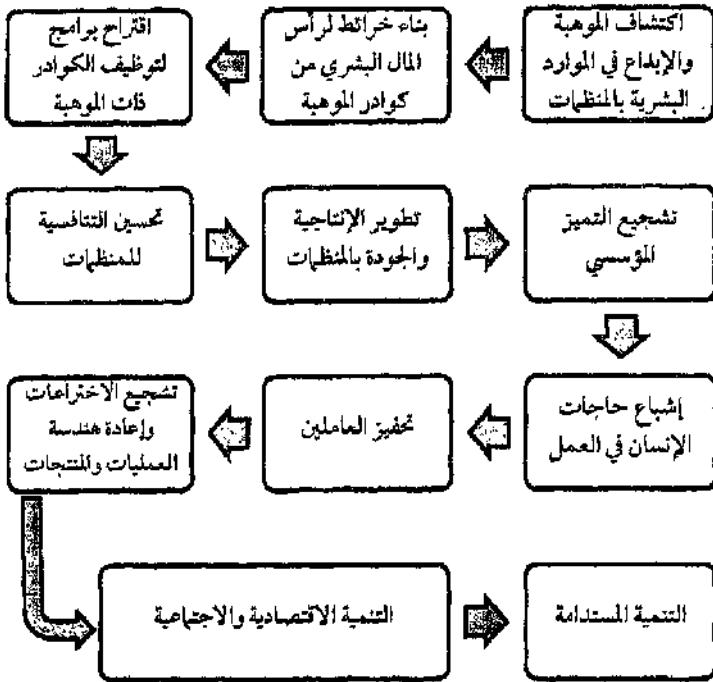 اكتشاف الموهبة
والإبداع في الموارد
البشرية بالمنظمات
بناء خرائط لرأس
المال البشري من
كوادر الموهبة
اقتراح برامج
لتوظيف الكوادر
ذات الموهبة
تحسين التنافسية
للمنظمات
تطوير الإنتاجية
والجودة بالمنظمات
تشجيع التميز
المؤسسي
إشباع حاجات
الإنسان في العمل
تحفيز العاملين
تشجيع الاختراعات
وإعادة هندسة
العمليات والمنتجات
التنمية الاقتصادية والاجتماعية
التنمية المستدامة